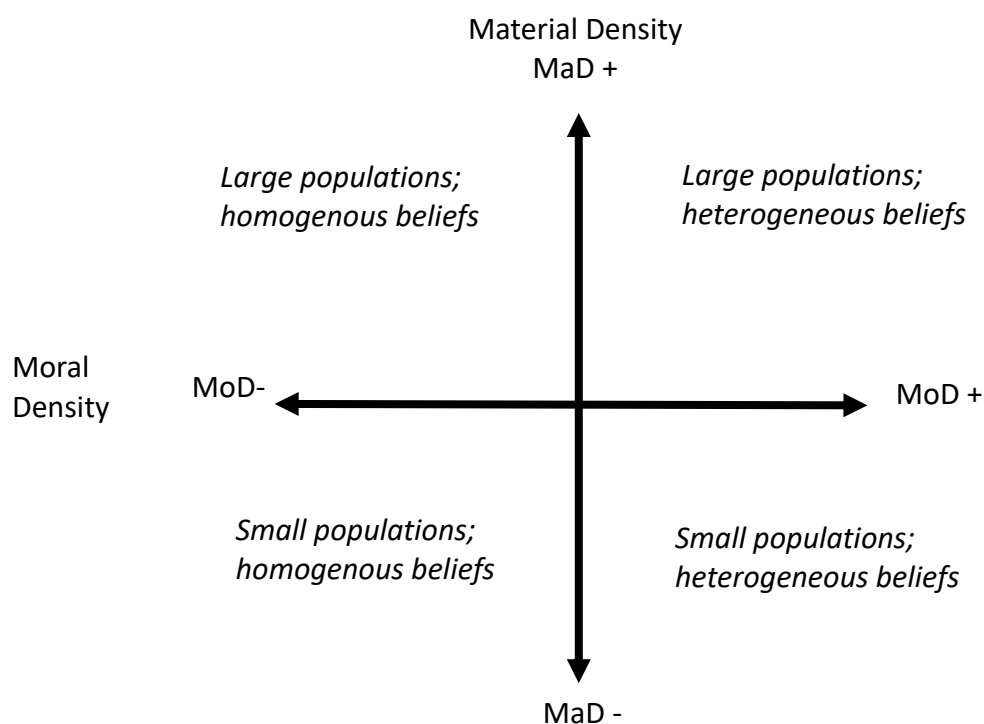 Material Density
MaD +
Large populations;
homogenous beliefs
Large populations;
heterogeneous beliefs
Moral
Density
MoD-
MoD +
Small populations;
homogenous beliefs
Small populations;
heterogeneous beliefs
MaD -